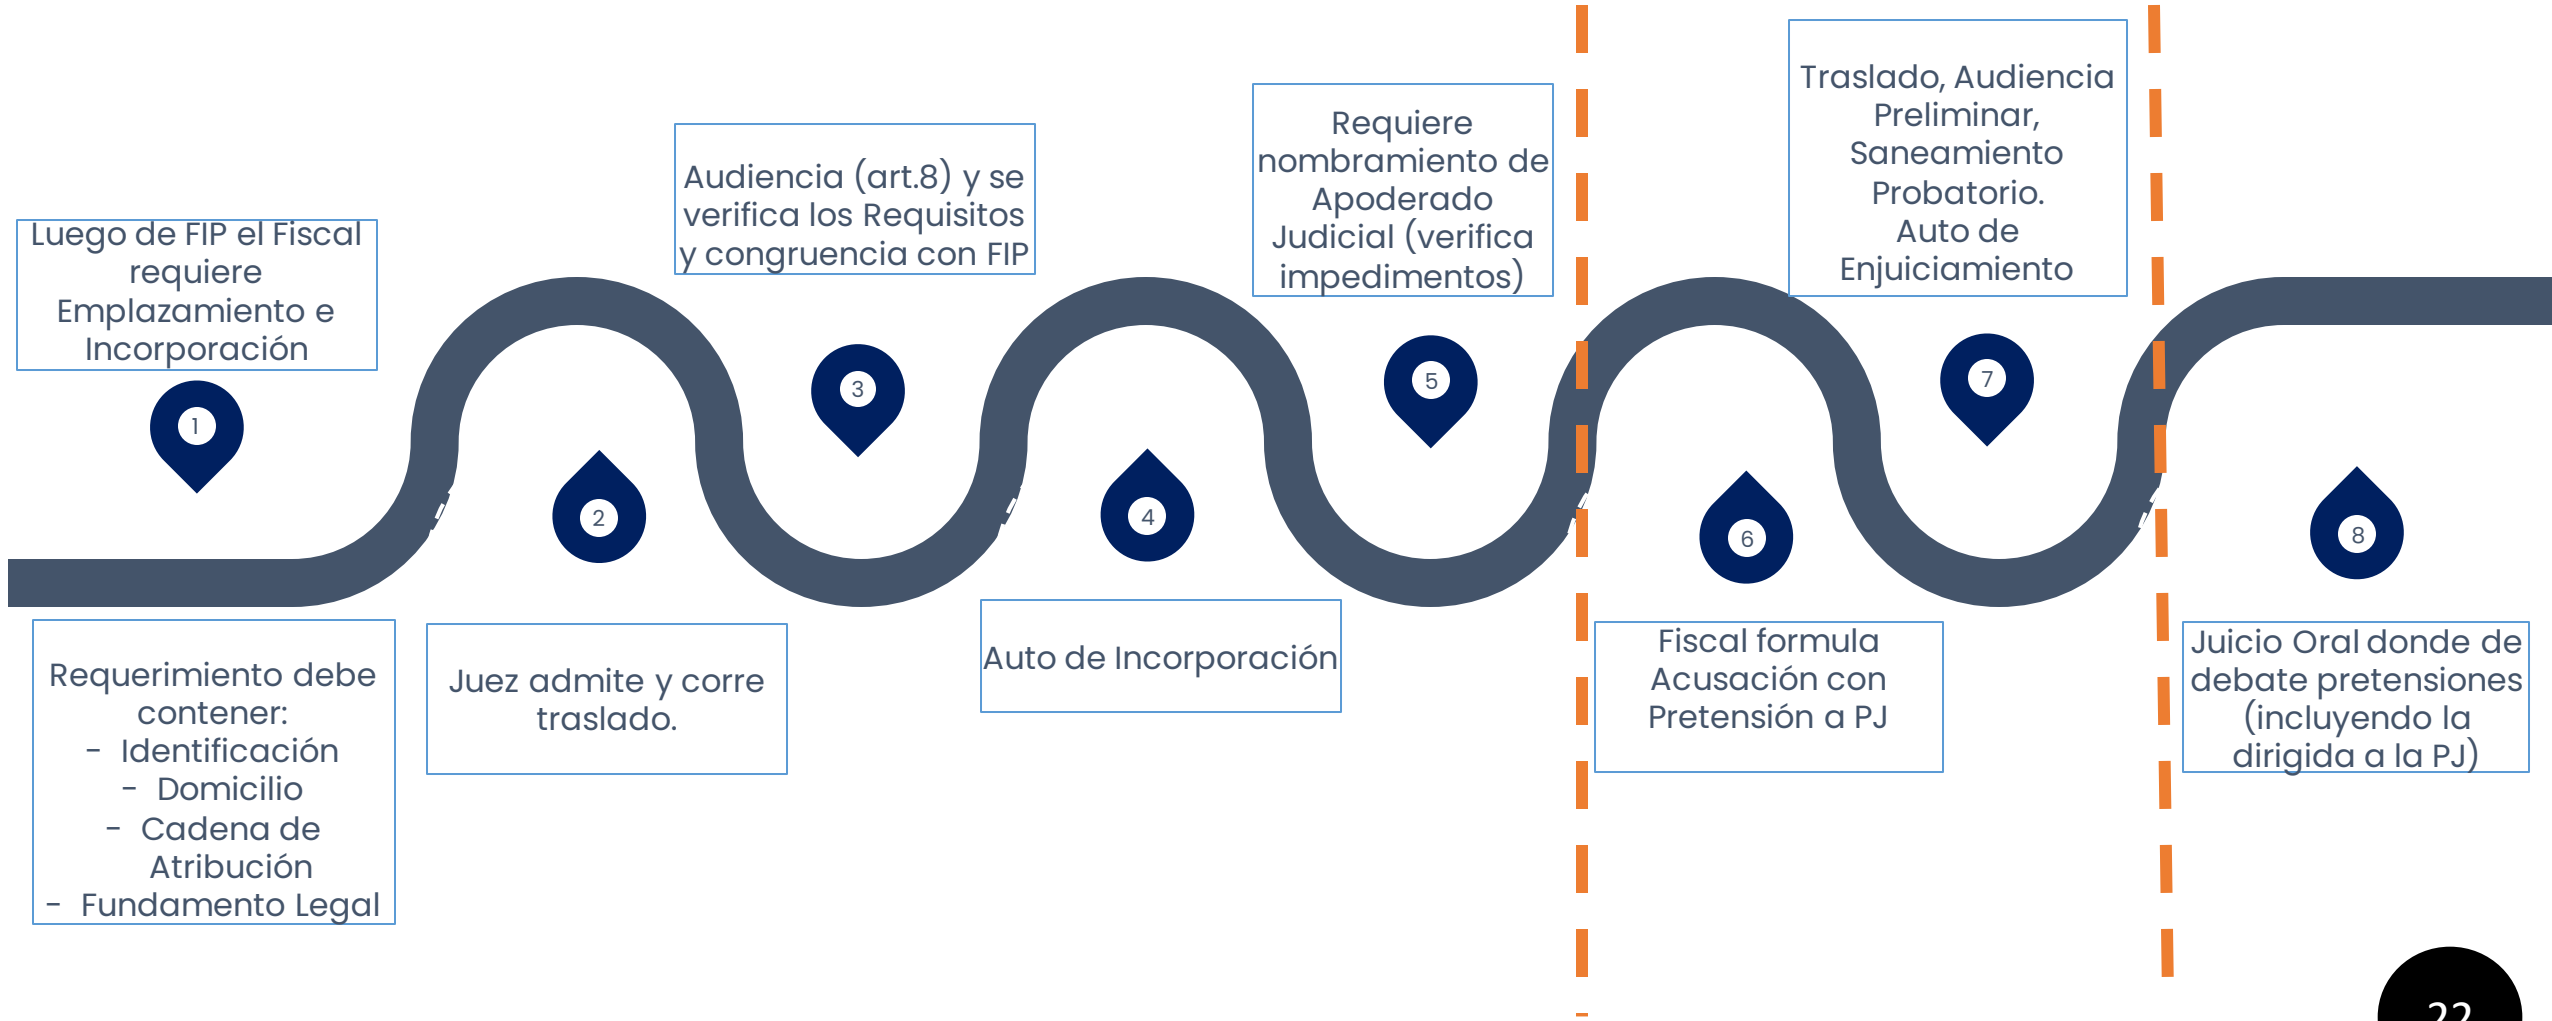 Luego de FIP el Fiscal
requiere
Emplazamiento e
Incorporación
1
Requerimiento debe
contener:
- Identificación
- Domicilio
- Cadena de
Atribución
- Fundamento Legal
2
Juez admite y corre
traslado.
Audiencia (art.8) y se
verifica los Requisitos
y congruencia con FIP
3
4
Auto de Incorporación
Requiere
nombramiento de
Apoderado
Judicial (verifica
impedimentos)
5
6
Fiscal formula
Acusación con
Pretensión a PJ
Traslado, Audiencia
Preliminar,
Saneamiento
Probatorio.
Auto de
Enjuiciamiento
7
8
Juicio Oral donde de
debate pretensiones
(incluyendo la
dirigida a la PJ)
22